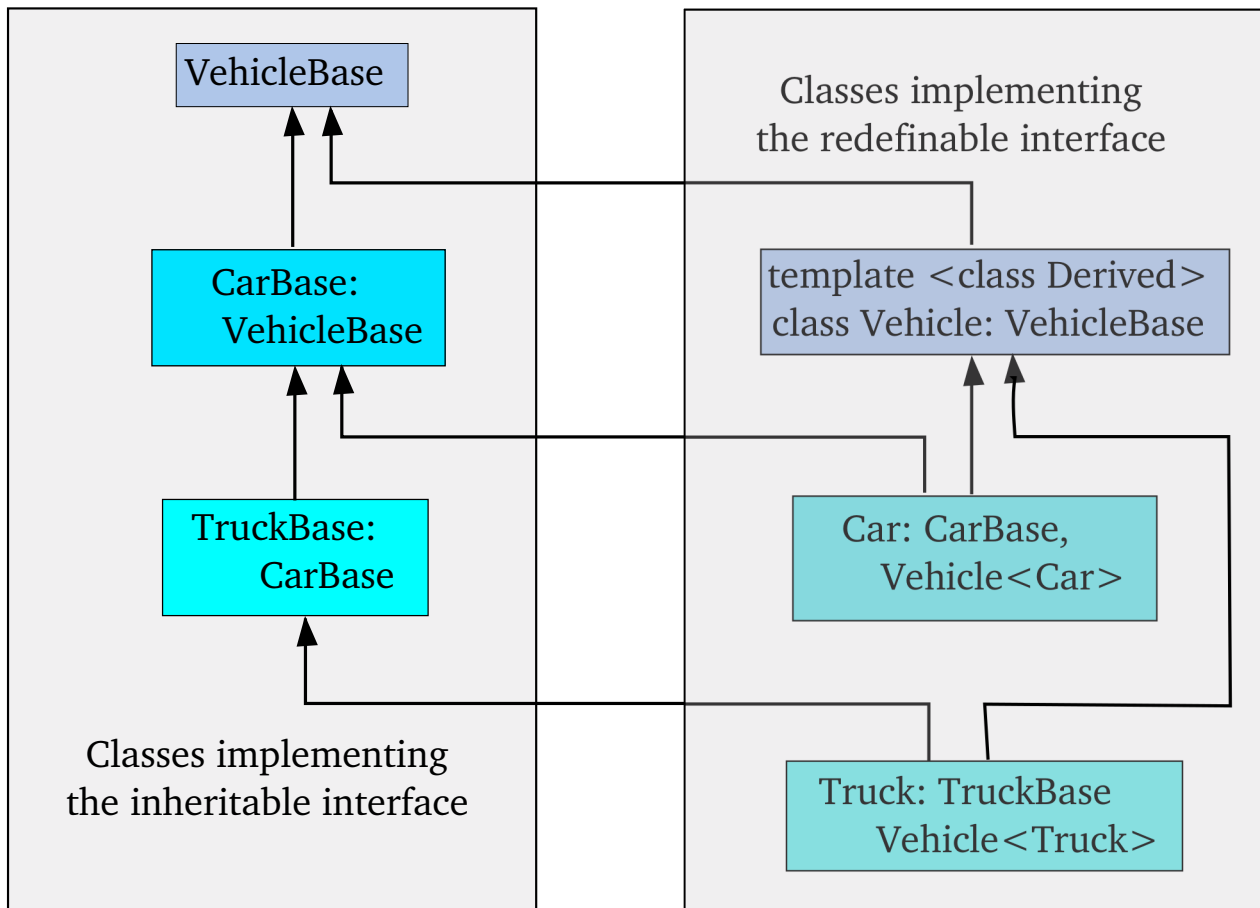 VehicleBase
CarBase:
VehicleBase
TruckBase:
CarBase
Classes implementing
the inheritable interface
Classes implementing
the redefinable interface
template <class Derived>
class Vehicle: VehicleBase
Car: CarBase,
Vehicle<Car>
Truck: TruckBase
Vehicle<Truck>